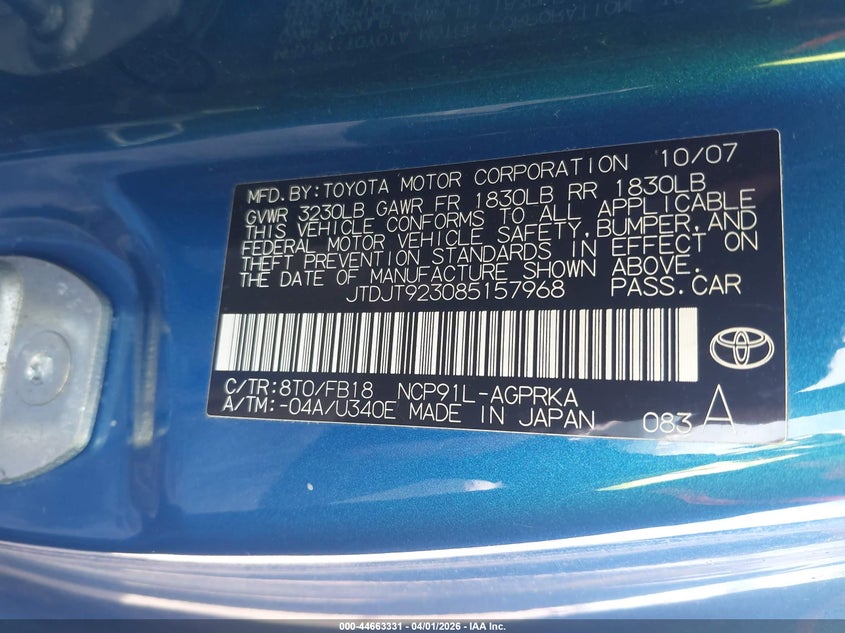 MFD. BY: TOYOTA MOTOR CORPORATION 10/07
GVWR 3230LB GAWR FR 1830LB RR 1830LB
THIS VEHICLE CONFORMS TO ALL APPLICABLE
FEDERAL MOTOR VEHICLE SAFETY, BUMPER, AND
THEFT PREVENTION STANDARDS IN EFFECT ON
THE DATE OF MANUFACTURE SHOWN ABOVE.
JTDJT923085157968 PASS. CAR
C/TR: 8T0/FB18 NCP91L-AGPRKA
A/TM: -04A/U340E MADE IN JAPAN 083 A
000-44663331 | 04/01/2026 | IAA Inc.